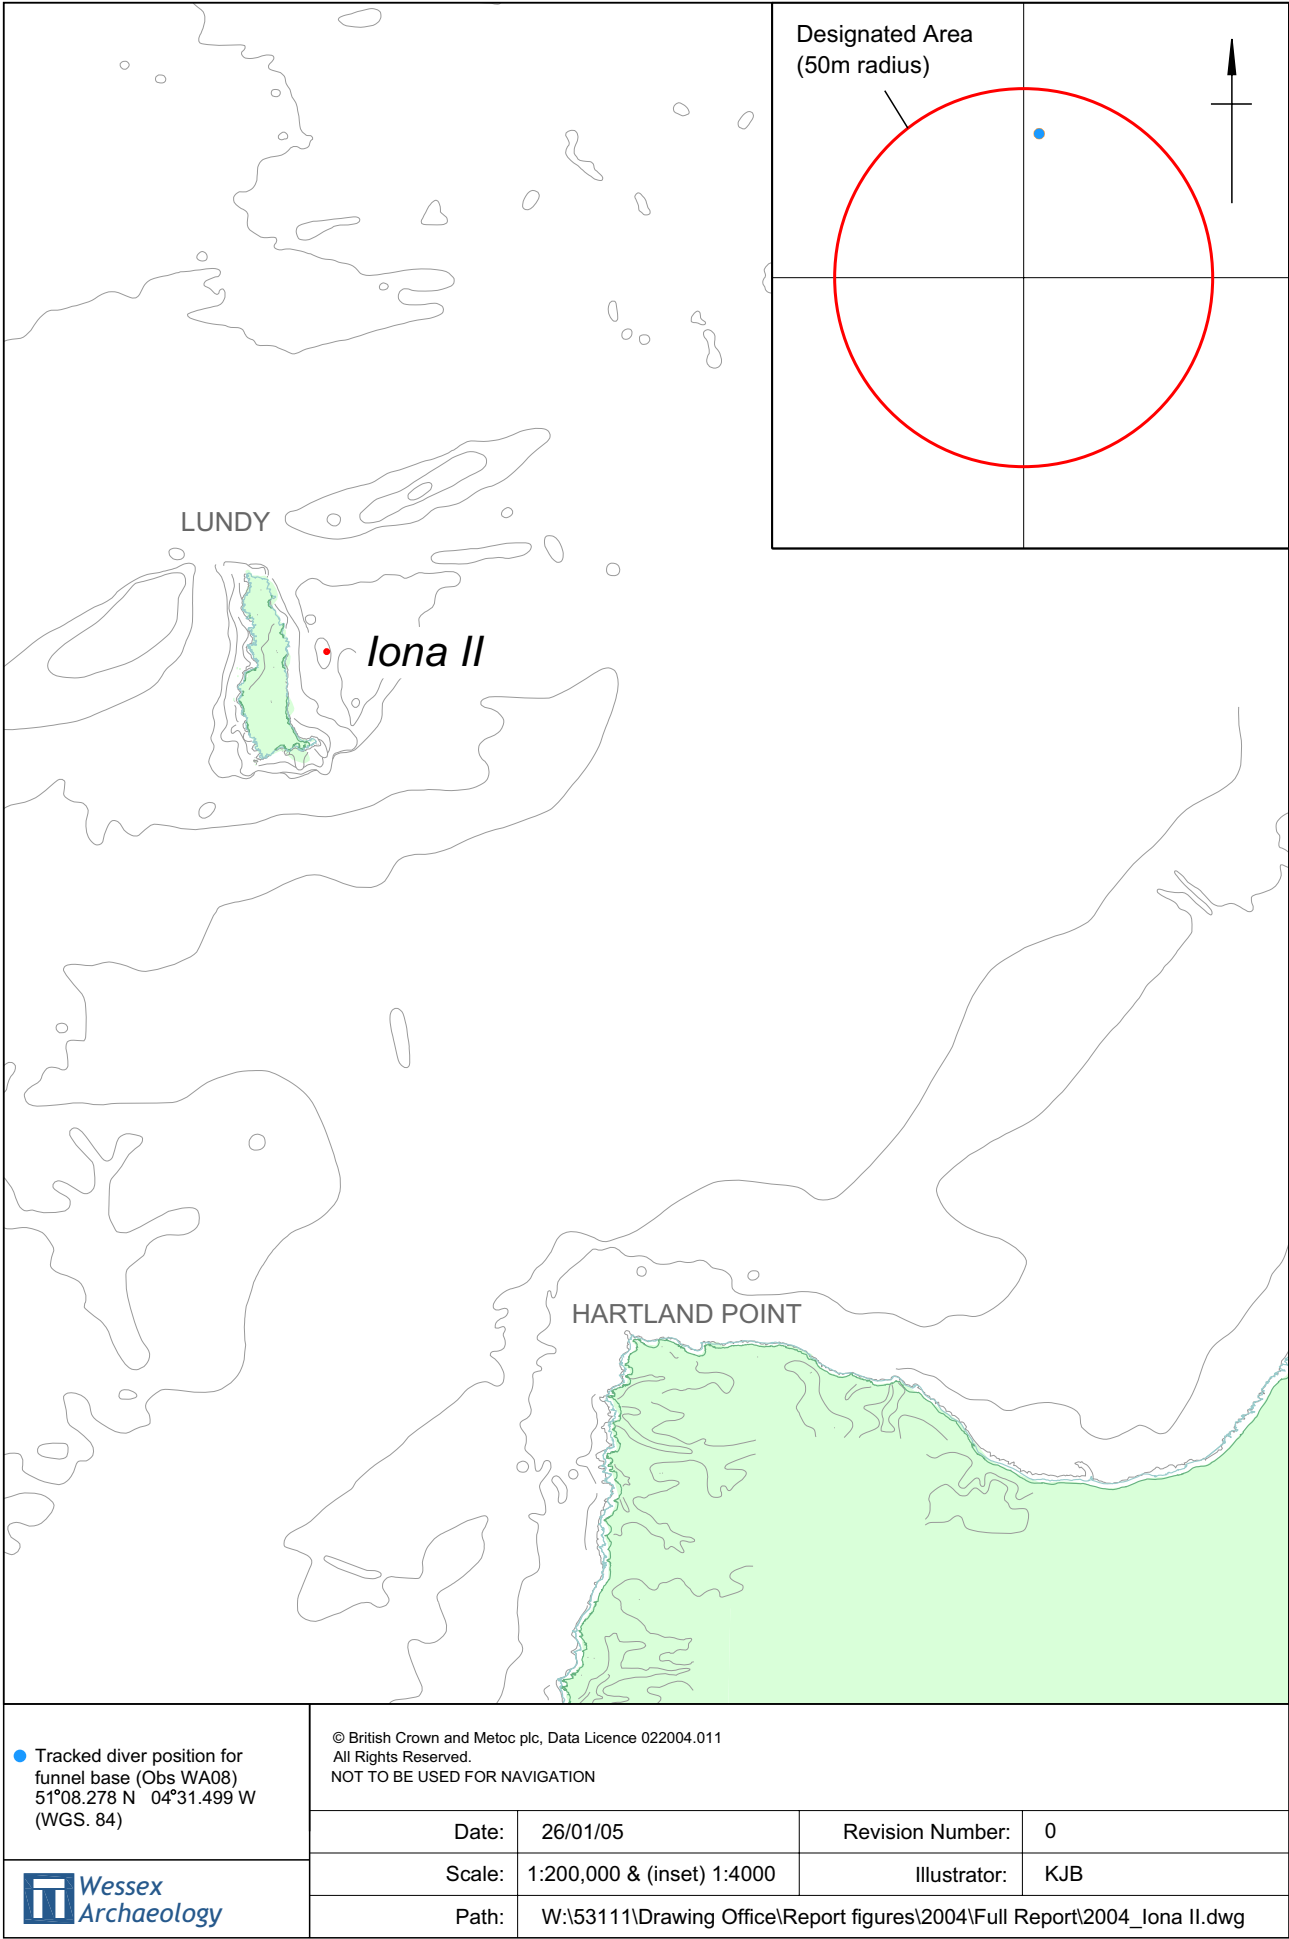 Designated Area
(50m radius)
LUNDY
Iona II
HARTLAND POINT
Tracked diver position for
funnel base (Obs WA08)
51°08.278 N 04°31.499 W
(WGS. 84)
© British Crown and Metoc plc, Data Licence 022004.011
All Rights Reserved.
NOT TO BE USED FOR NAVIGATION
Date: 26/01/05 Revision Number: 0
Scale: 1:200,000 & (inset) 1:4000 Illustrator: KJB
Path: W:\53111\Drawing Office\Report figures\2004\Full Report\2004_Iona II.dwg
Wessex
Archaeology